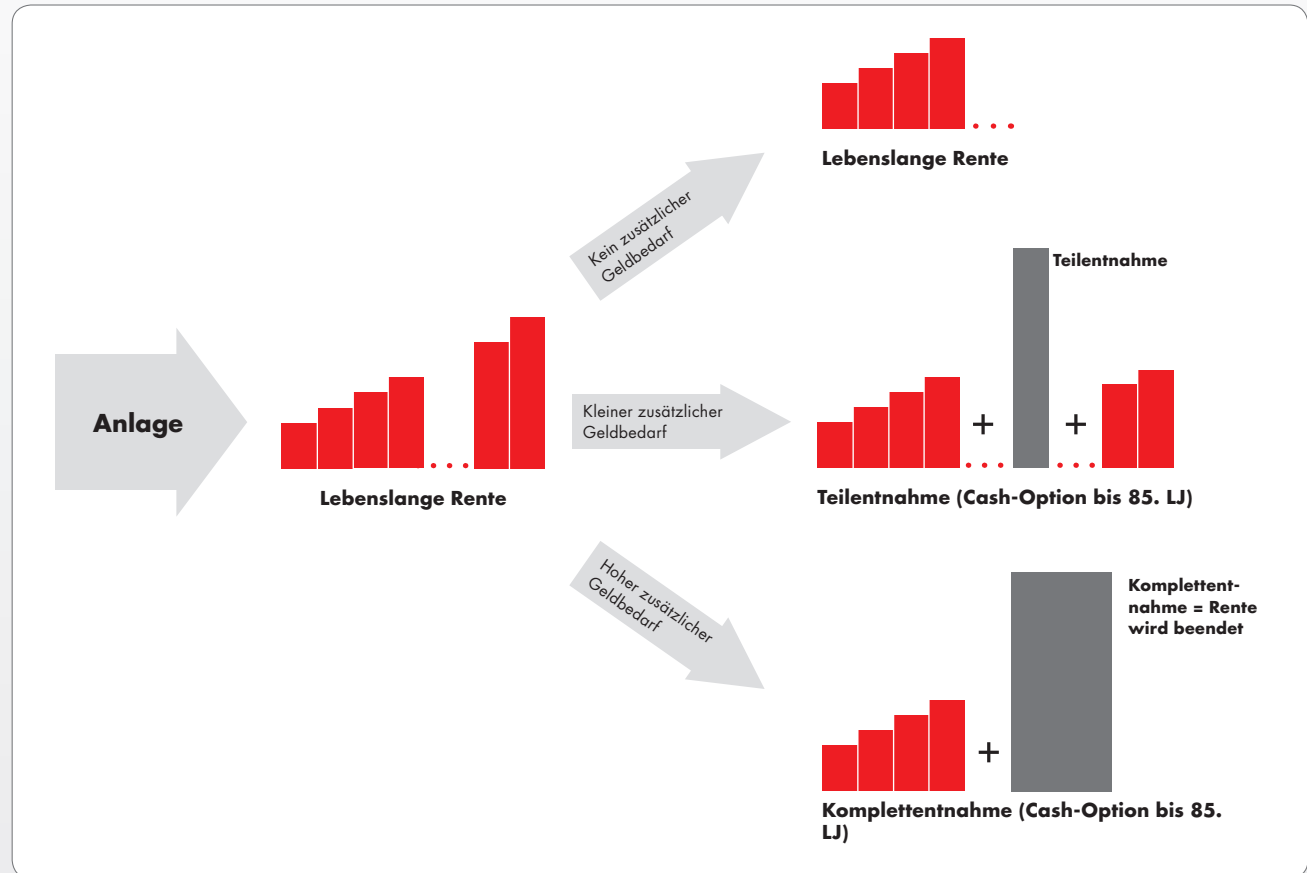 Anlage
Lebenslange Rente
Kein zusätzlicher
Geldbedarf
Lebenslange Rente
Kleiner zusätzlicher
Geldbedarf
Teilentnahme
+
+
Teilentnahme (Cash-Option bis 85. LJ)
Hoher zusätzlicher
Geldbedarf
Komplettent-
nahme = Rente
wird beendet
+
Komplettentnahme (Cash-Option bis 85.
LJ)